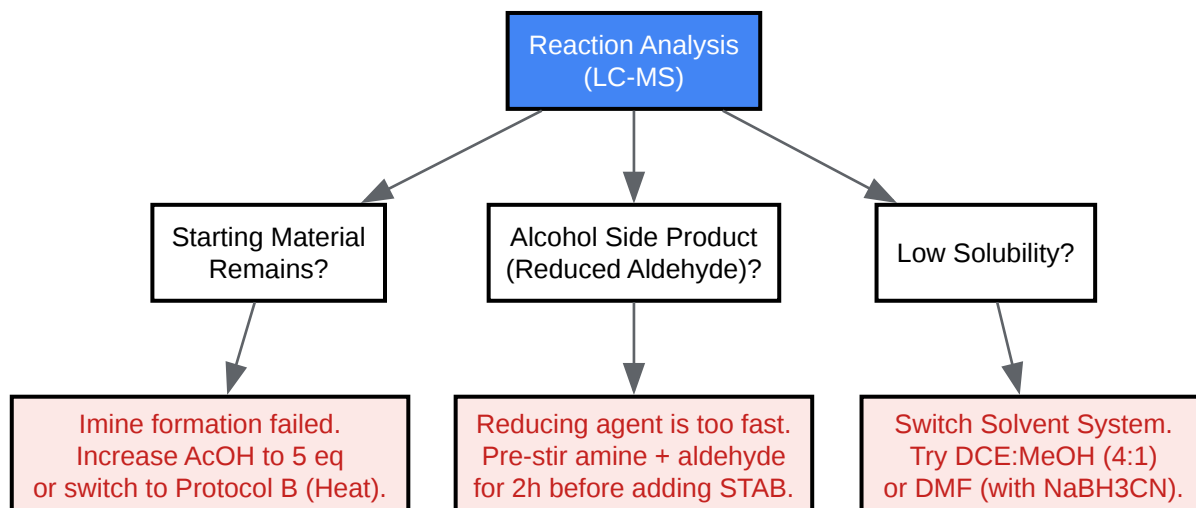 Reaction Analysis
(LC-MS)
Starting Material
Remains?
Alcohol Side Product
(Reduced Aldehyde)?
Low Solubility?
Imine formation failed.
Increase AcOH to 5 eq
or switch to Protocol B (Heat).
Reducing agent is too fast.
Pre-stir amine + aldehyde
for 2h before adding STAB.
Switch Solvent System.
Try DCE:MeOH (4:1)
or DMF (with NaBH3CN).